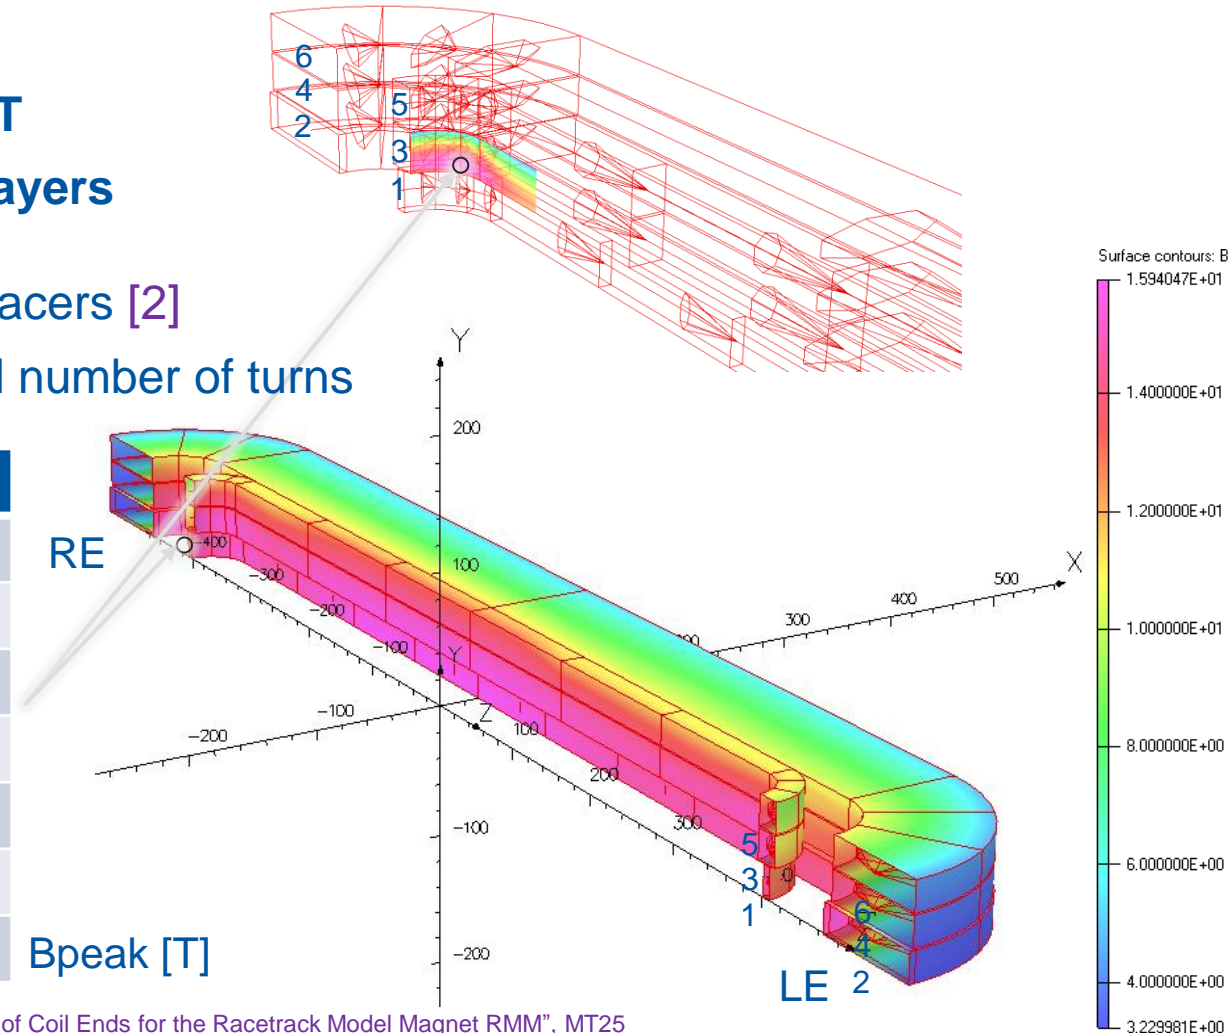 6
4
5
2
3
1
T
ayers
acers [2]
l number of turns
RE
Bpeak [T]
Y
200
100
Y
-100
-200
-400
-300
-200
-100
-100
-200
Z
100
200
300
300
400
500
X
5
3
1
6
4
2
LE
Surface contours: B
1.594047E+01
1.400000E+01
1.200000E+01
1.000000E+01
8.000000E+00
6.000000E+00
4.000000E+00
3.229981E+00
of Coil Ends for the Racetrack Model Magnet RMM”, MT25